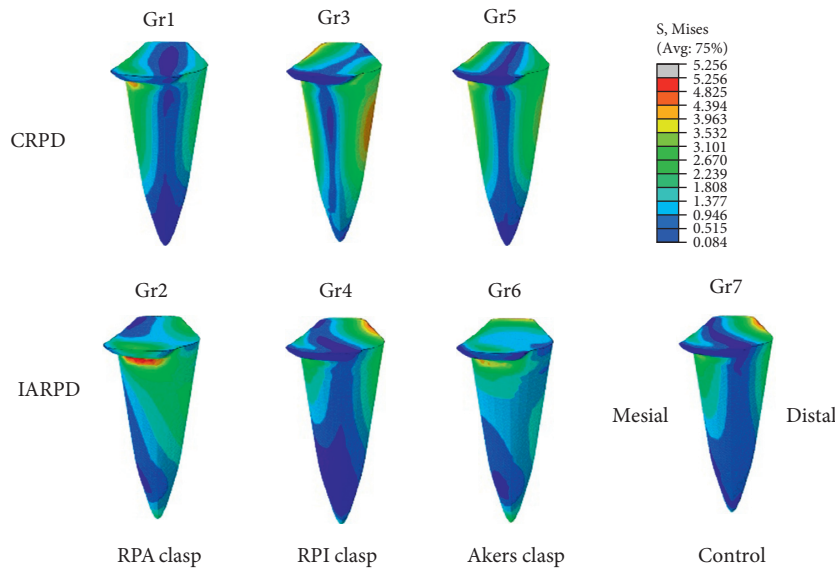 Gr1
Gr3
Gr5
S, Mises
(Avg: 75%)
5.256
5.256
4.825
4.394
3.963
3.532
3.101
2.670
2.239
1.808
1.377
0.946
0.515
0.084
CRPD
Gr2
Gr4
Gr6
Gr7
IARPD
Mesial
Distal
RPA clasp
RPI clasp
Akers clasp
Control